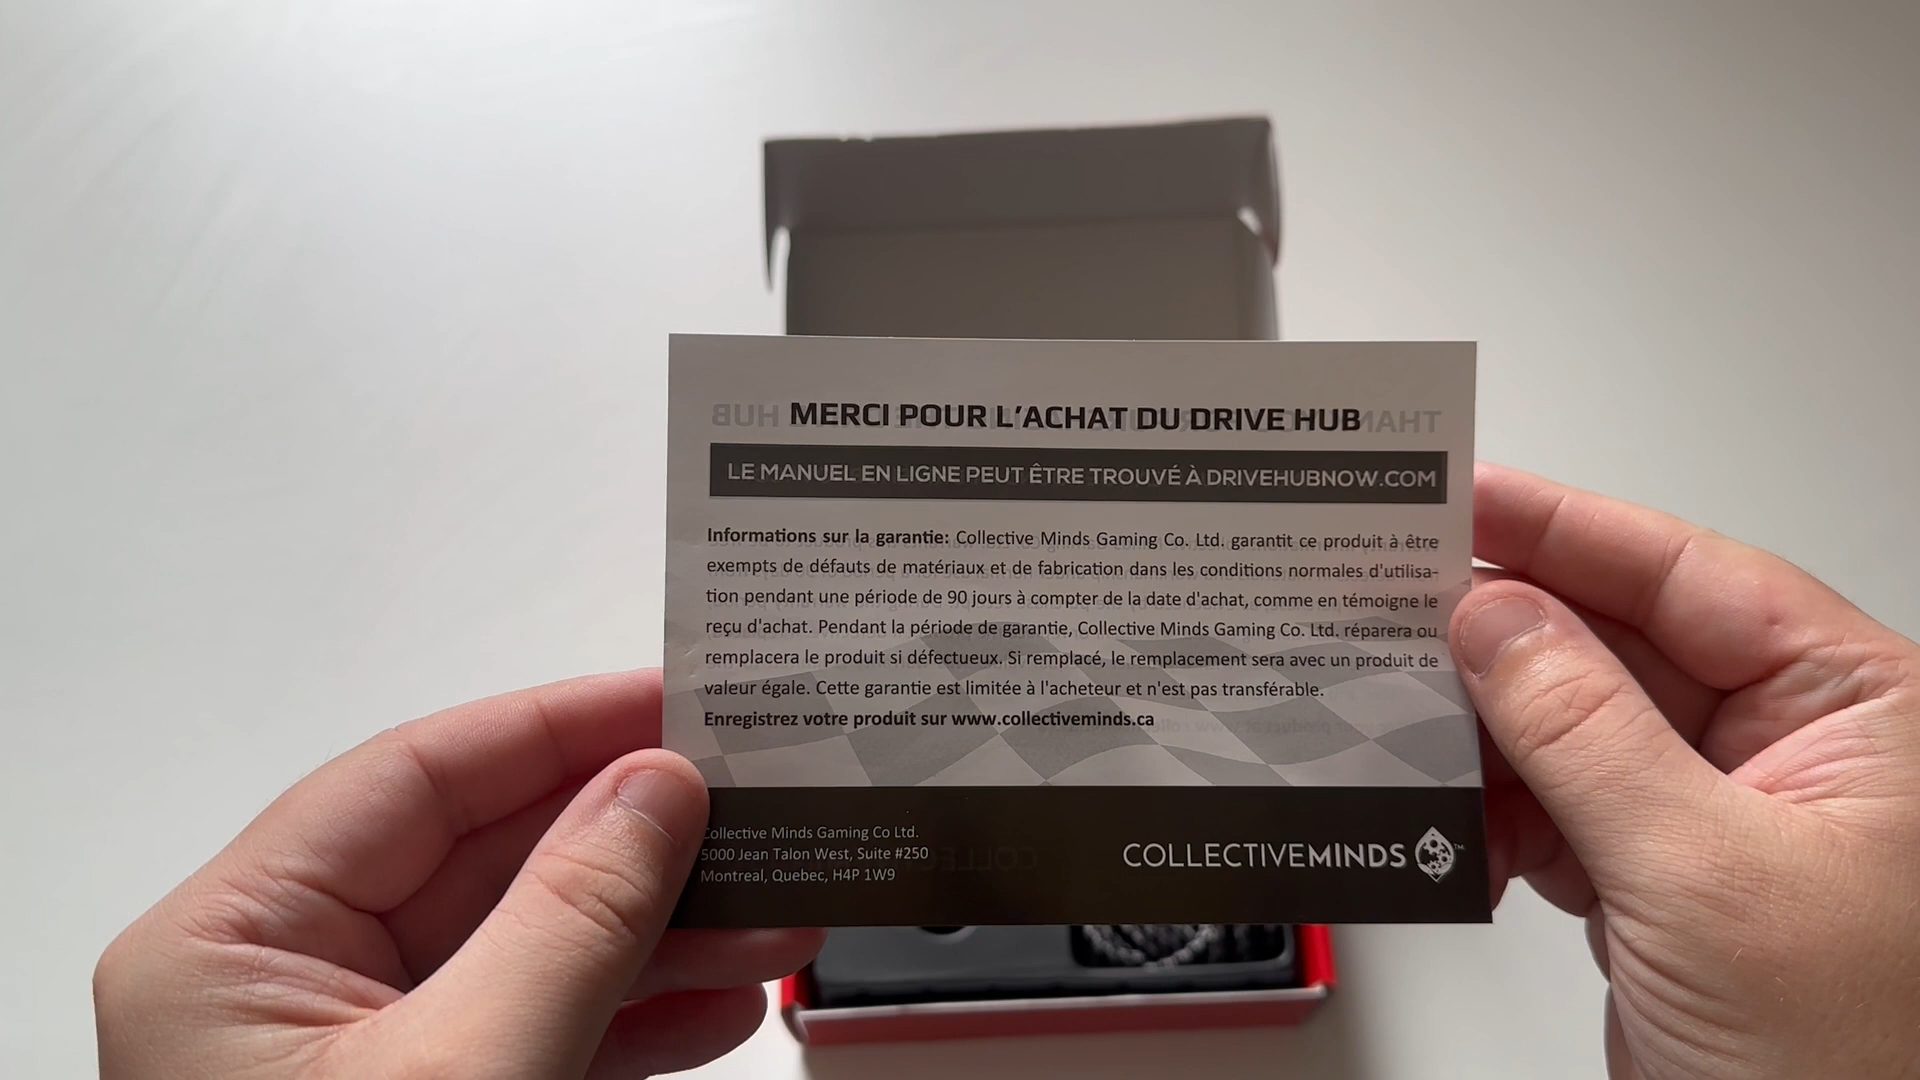 MERCI POUR L'ACHAT DU DRIVE HUB
LE MANUEL EN LIGNE PEUT ÊTRE TROUVÉ À DRIVEHUBNOW.COM
Informations sur la garantie: Collective Minds Gaming Co. Ltd. garantit ce produit à être
exempts de défauts de matériaux et de fabrication dans les conditions normales d'utilisa-
tion pendant une période de 90 jours à compter de la date d'achat, comme en témoigne le
reçu d'achat. Pendant la période de garantie, Collective Minds Gaming Co. Ltd. réparera ou
remplacera le produit si défectueux. Si remplacé, le remplacement sera avec un produit de
valeur égale. Cette garantie est limitée à l'acheteur et n'est pas transférable.
Enregistrez votre produit sur www.collectiveminds.ca
Collective Minds Gaming Co Ltd.
5000 Jean Talon West, Suite #250
Montreal, Quebec, H4P 1W9
COLLECTIVEMINDS™